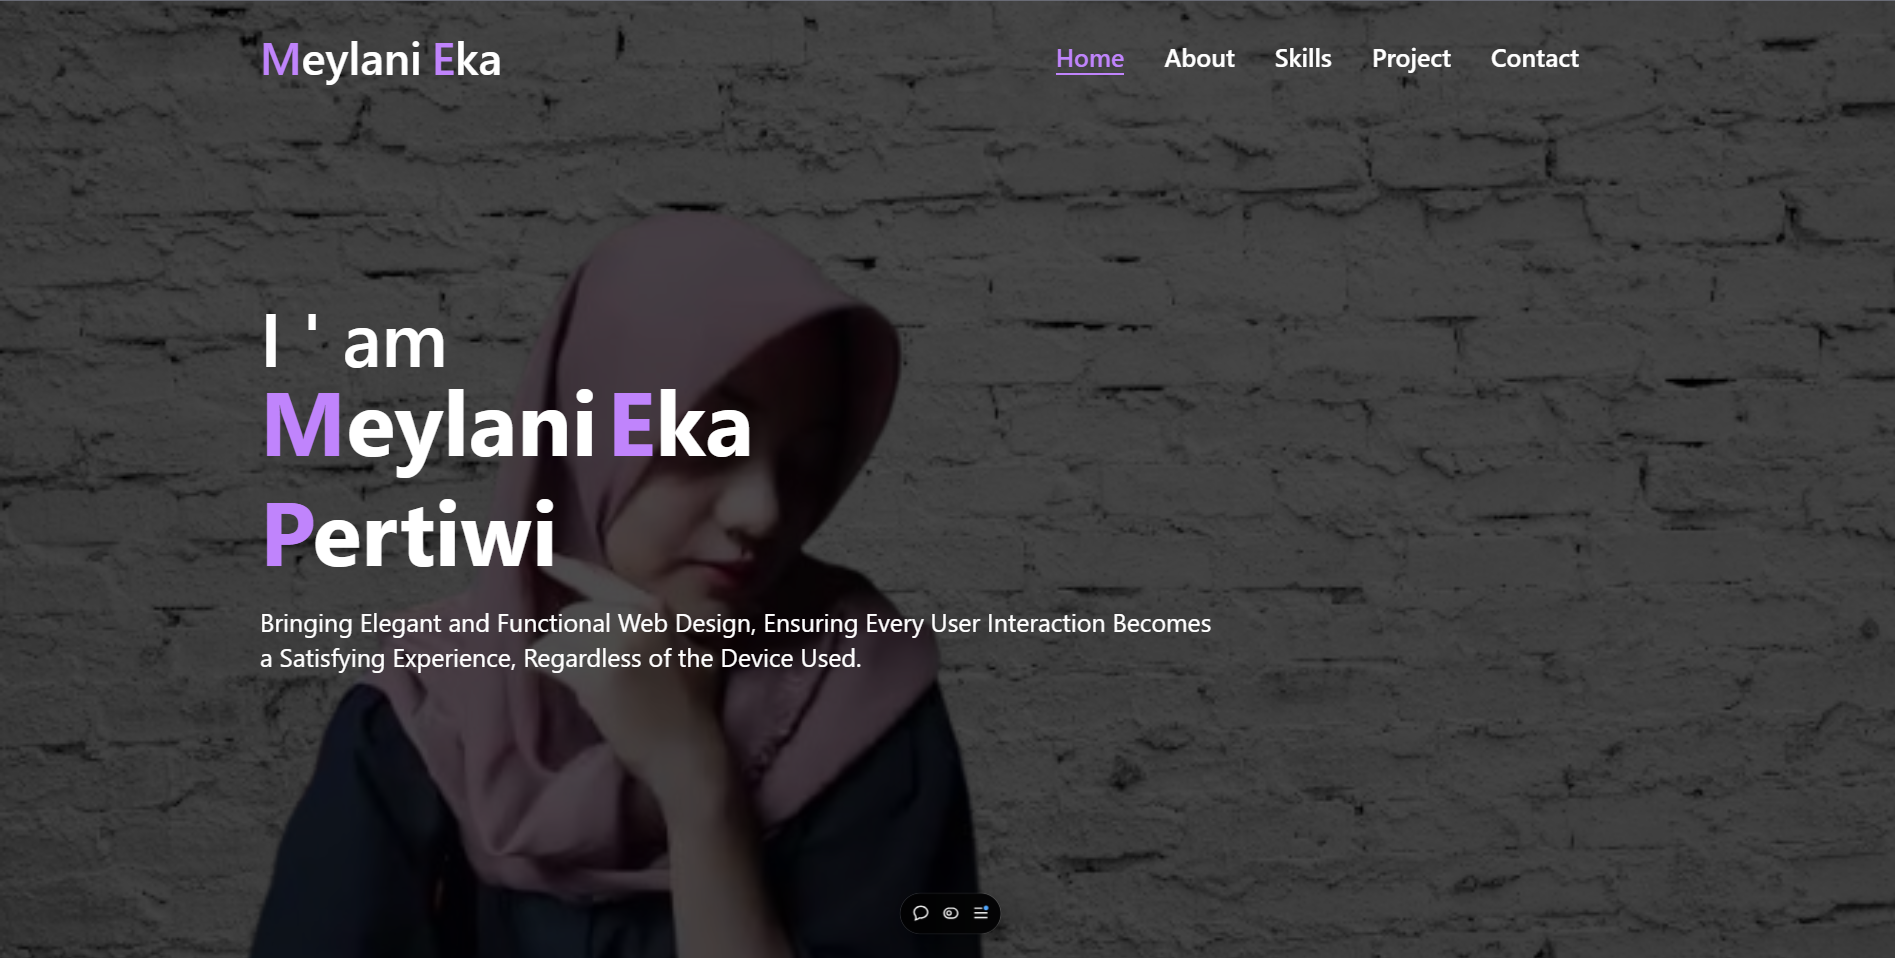 Meylani Eka
Home About Skills Project Contact
I ' am
Meylani Eka
Pertiwi
Bringing Elegant and Functional Web Design, Ensuring Every User Interaction Becomes
a Satisfying Experience, Regardless of the Device Used.